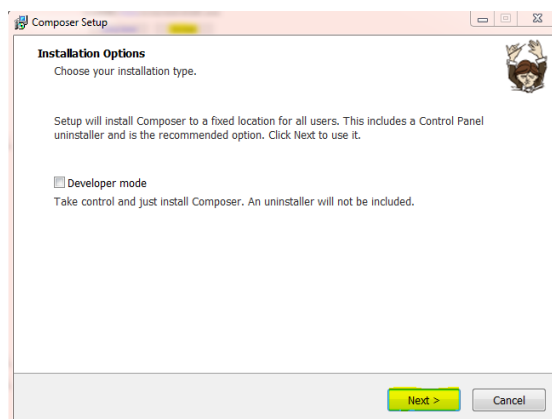 Composer Setup
Installation Options
Choose your installation type.
Setup will install Composer to a fixed location for all users. This includes a Control Panel
uninstaller and is the recommended option. Click Next to use it.
Developer mode
Take control and just install Composer. An uninstaller will not be included.
Next >
Cancel